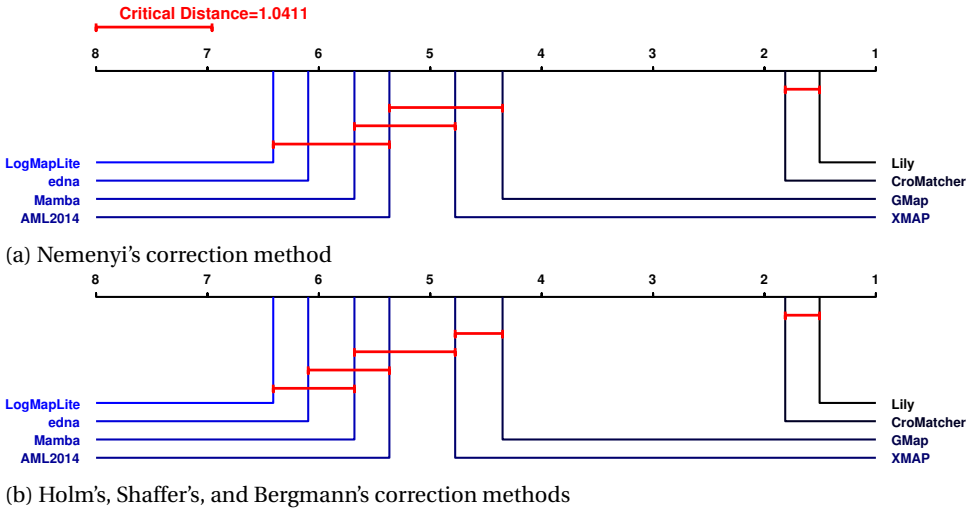 Critical Distance=1.0411
8 7 6 5 4 3 2 1
LogMapLite Lily
edna CroMatcher
Mamba GMap
AML2014 XMAP
(a) Nemenyi's correction method
8 7 6 5 4 3 2 1
LogMapLite Lily
edna CroMatcher
Mamba GMap
AML2014 XMAP
(b) Holm's, Shaffer's, and Bergmann's correction methods